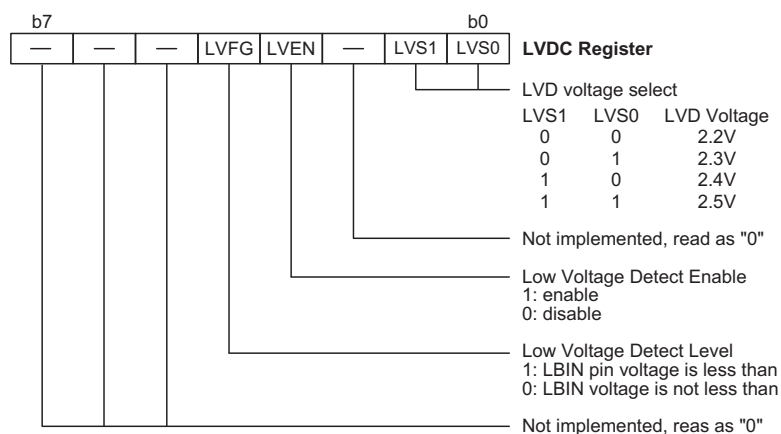 b7 b0
— — — LVFG LVEN — LVS1 LVS0 LVDC Register
LVD voltage select
LVS1 LVS0 LVD Voltage
0 0 2.2V
0 1 2.3V
1 0 2.4V
1 1 2.5V
Not implemented, read as "0"
Low Voltage Detect Enable
1: enable
0: disable
Low Voltage Detect Level
1: LBIN pin voltage is less than
0: LBIN voltage is not less than
Not implemented, reas as "0"